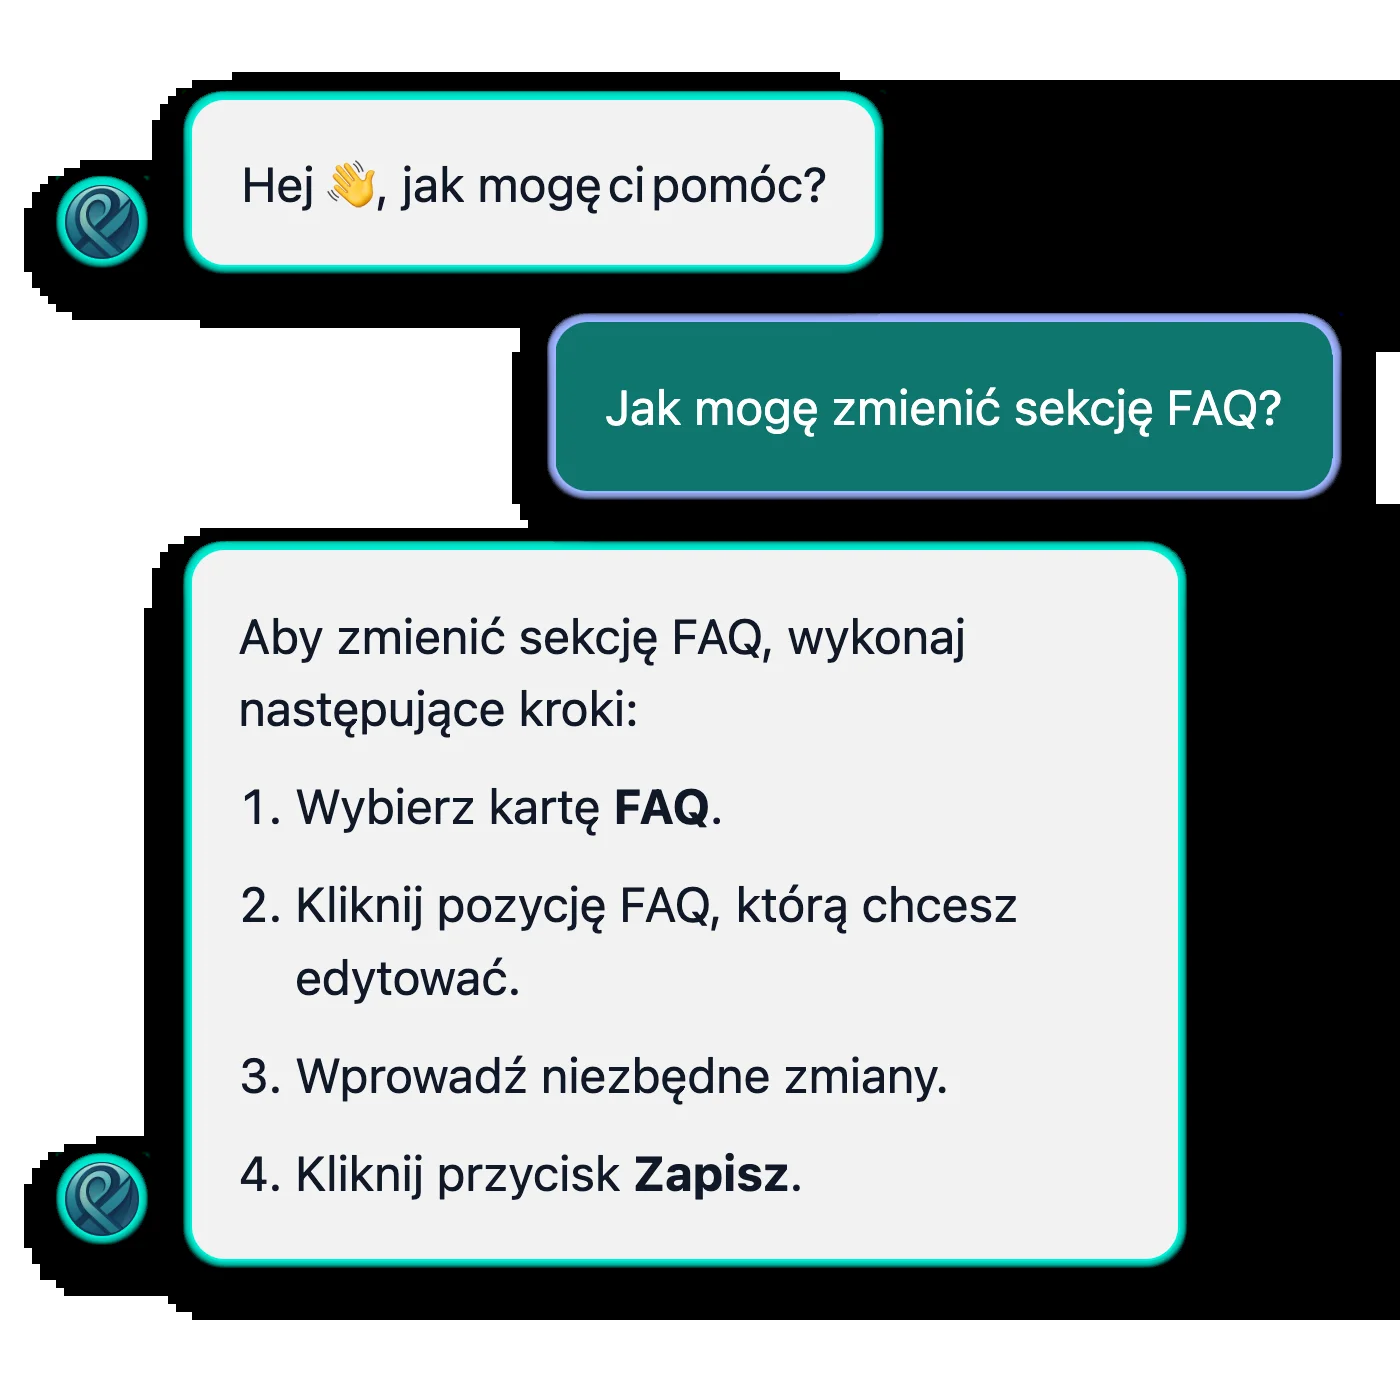 Hej 👋, jak mogę ci pomóc?
Jak mogę zmienić sekcję FAQ?
Aby zmienić sekcję FAQ, wykonaj
następujące kroki:
1. Wybierz kartę FAQ.
2. Kliknij pozycję FAQ, którą chcesz
edytować.
3. Wprowadź niezbędne zmiany.
4. Kliknij przycisk Zapisz.